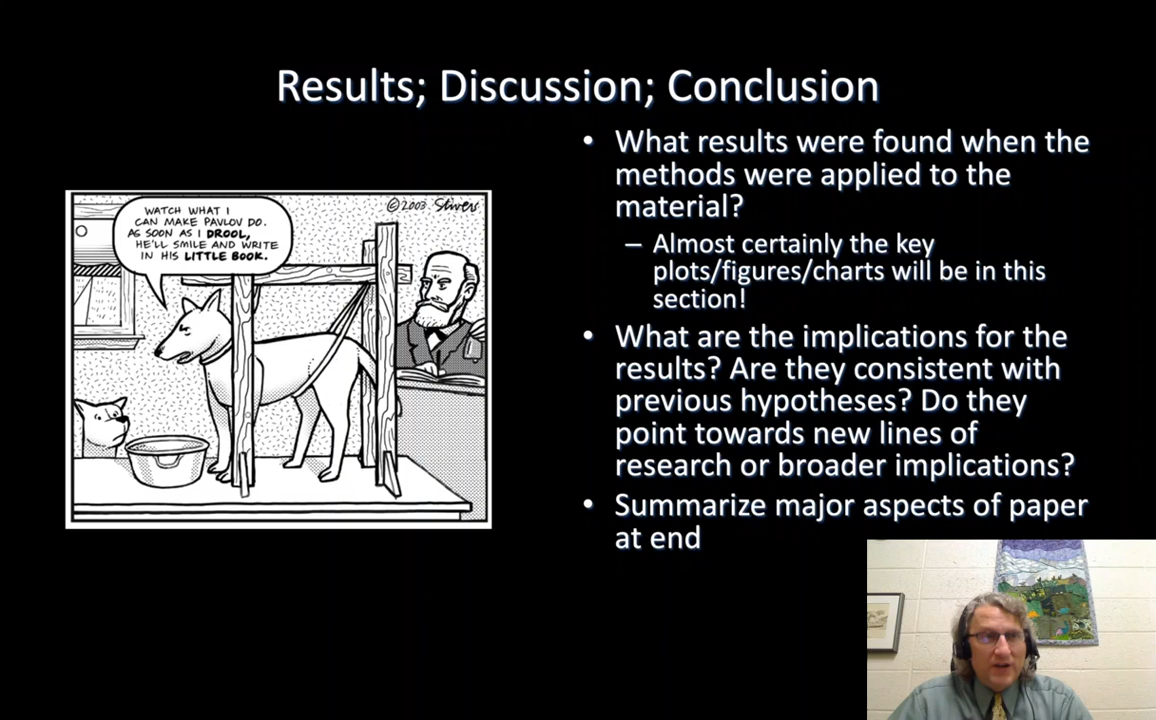 Results; Discussion; Conclusion
WATCH WHAT I
CAN MAKE PAVLOV DO.
AS SOON AS I DROOL,
HE'LL SMILE AND WRITE
IN HIS LITTLE BOOK.
©2003 Stivers
• What results were found when the
methods were applied to the
material?
– Almost certainly the key
plots/figures/charts will be in this
section!
• What are the implications for the
results? Are they consistent with
previous hypotheses? Do they
point towards new lines of
research or broader implications?
• Summarize major aspects of paper
at end